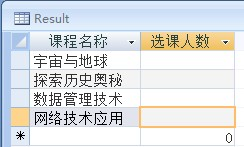 Result
课程名称 选课人数
宇宙与地球
探索历史奥秘
数据管理技术
网络技术应用
* 0